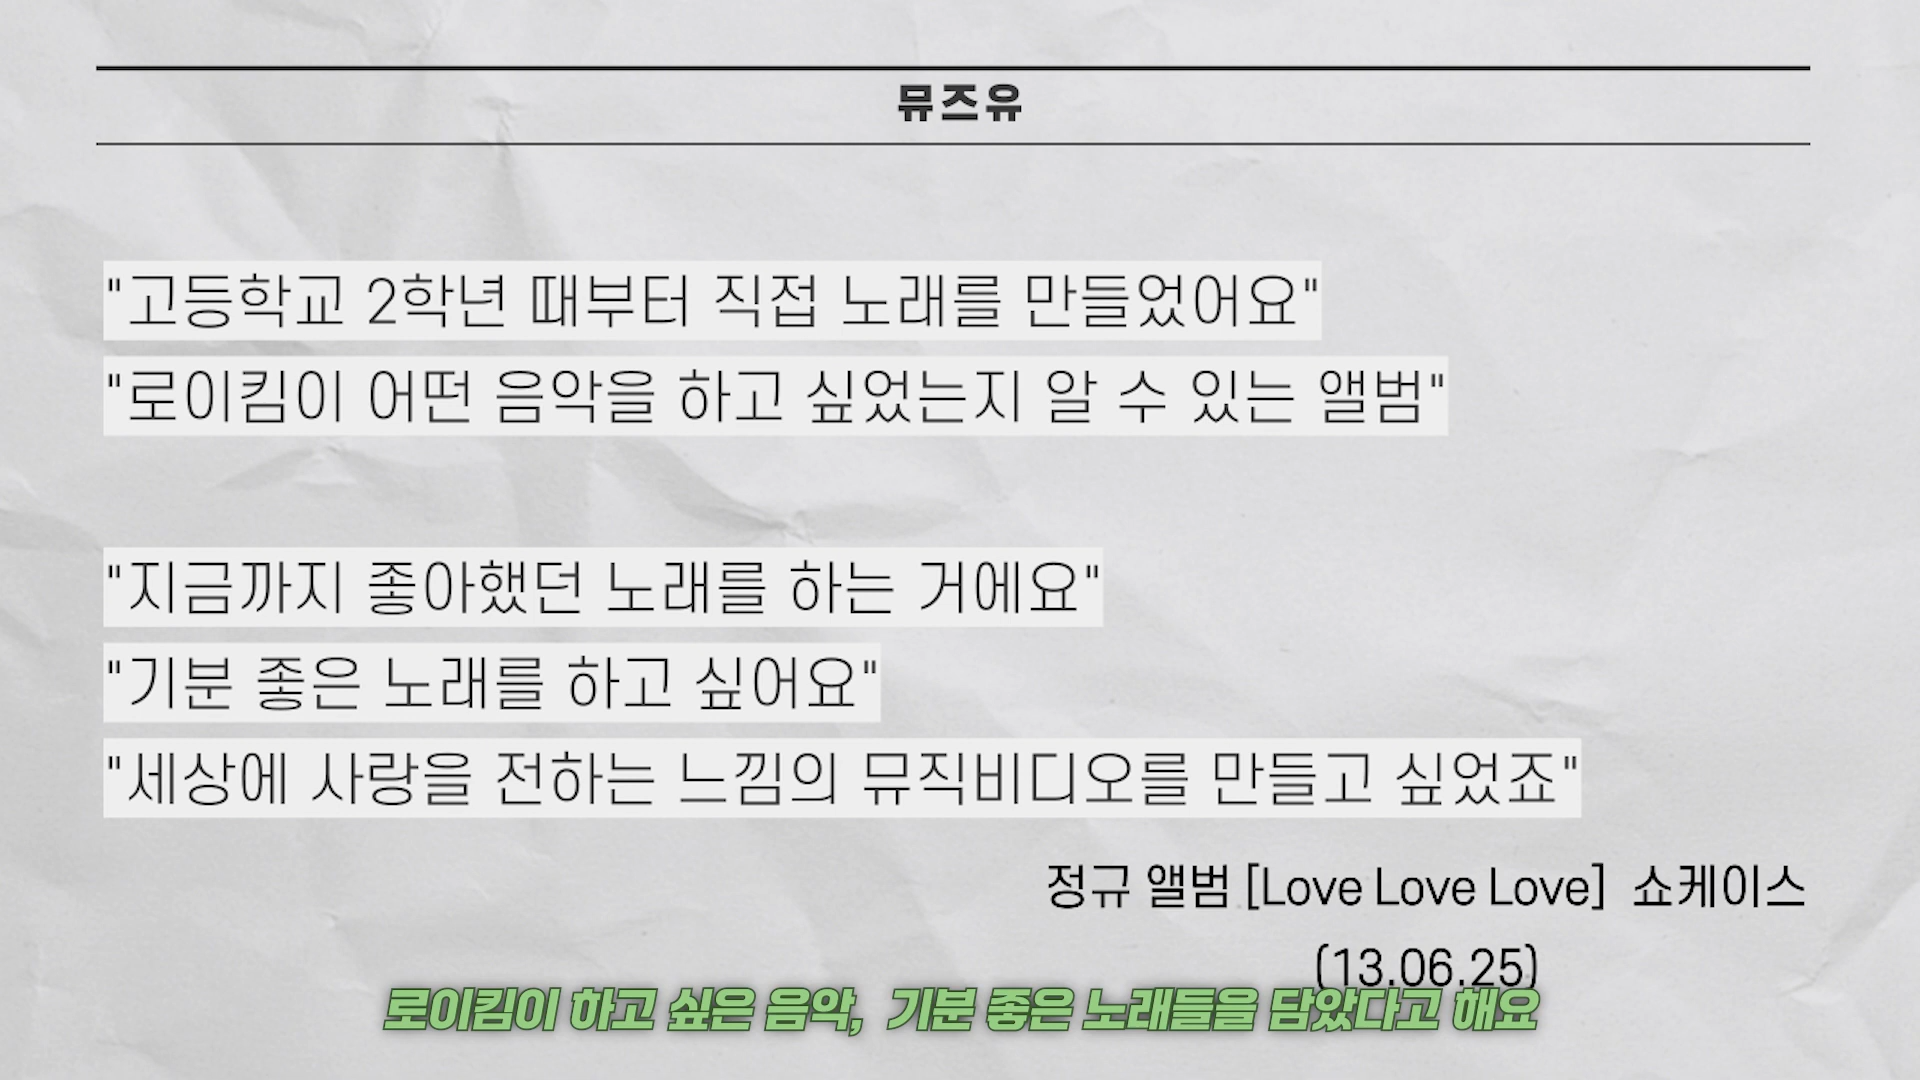 뮤즈유
"고등학교 2학년 때부터 직접 노래를 만들었어요"
"로이킴이 어떤 음악을 하고 싶었는지 알 수 있는 앨범"
"지금까지 좋아했던 노래를 하는 거에요"
"기분 좋은 노래를 하고 싶어요"
"세상에 사랑을 전하는 느낌의 뮤직비디오를 만들고 싶었죠"
정규 앨범 [Love Love Love] 쇼케이스
(13.06.25)
로이킴이 하고 싶은 음악, 기분 좋은 노래들을 담았다고 해요